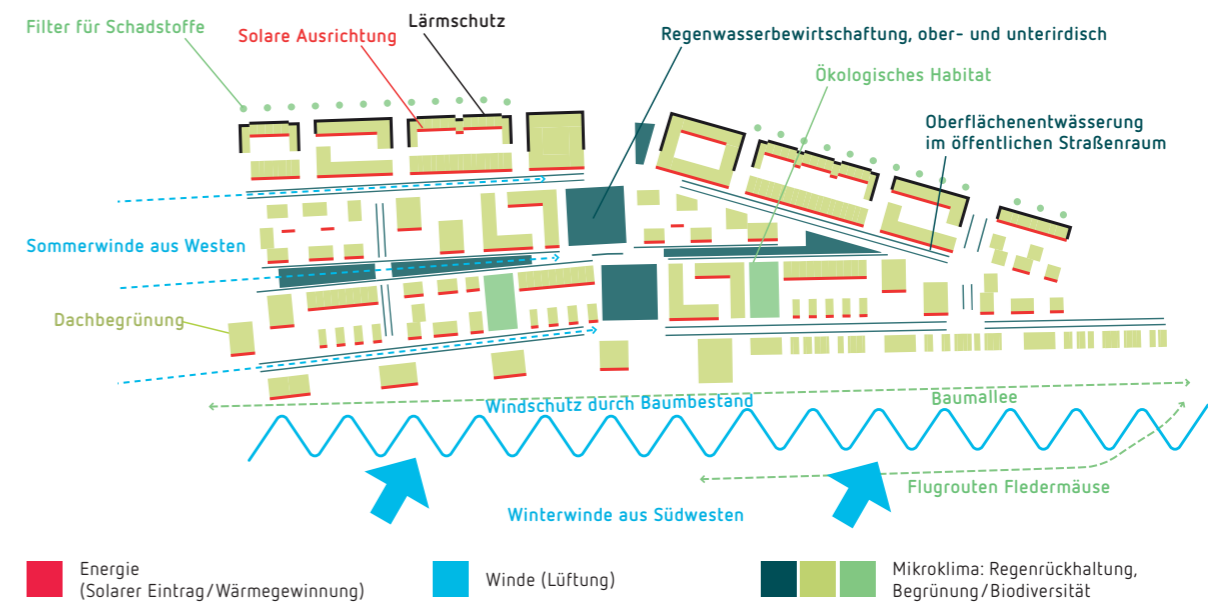 Filter für Schadstoffe
Solare Ausrichtung
Lärmschutz
Regenwasserbewirtschaftung, ober- und unterirdisch
Ökologisches Habitat
Oberflächenentwässerung
im öffentlichen Straßenraum
Sommerwinde aus Westen
Dachbegrünung
Windschutz durch Baumbestand
Baumallee
Flugrouten Fledermäuse
Winterwinde aus Südwesten
Energie
(Solarer Eintrag/Wärmegewinnung)
Winde (Lüftung)
Mikroklima: Regenrückhaltung,
Begrünung/Biodiversität